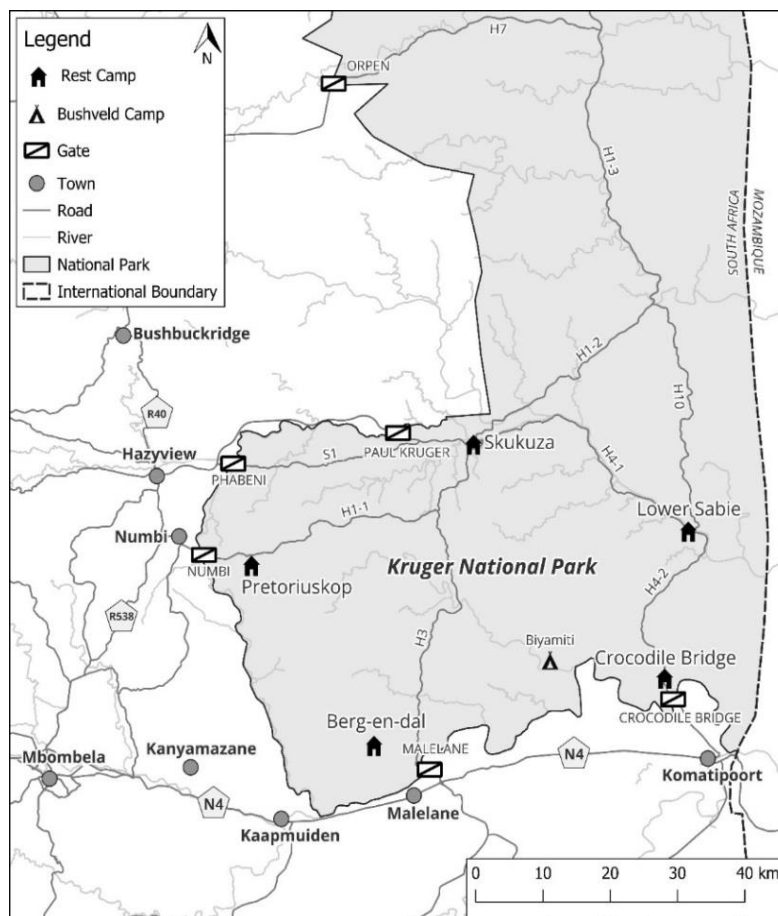 Legend
N
Rest Camp
Bushveld Camp
Gate
Town
Road
River
National Park
International Boundary
ORPEN
H7
H1-3
SOUTH AFRICA
MOZAMBIQUE
Bushbuckridge
H1-2
H10
R40
PAUL KRUGER
Skukuza
Hazyview
S1
PHABENI
H4-1
Lower Sabie
H1-1
Numbi
NUMBI
Pretoriuskop
Kruger National Park
H4-2
R538
H3
Biyamiti
Crocodile Bridge
CROCODILE BRIDGE
Berg-en-dal
MALELANE
Kanyamazane
N4
Mbombela
Komatipoort
N4
Malelane
Kaapmuiden
0 10 20 30 40 km